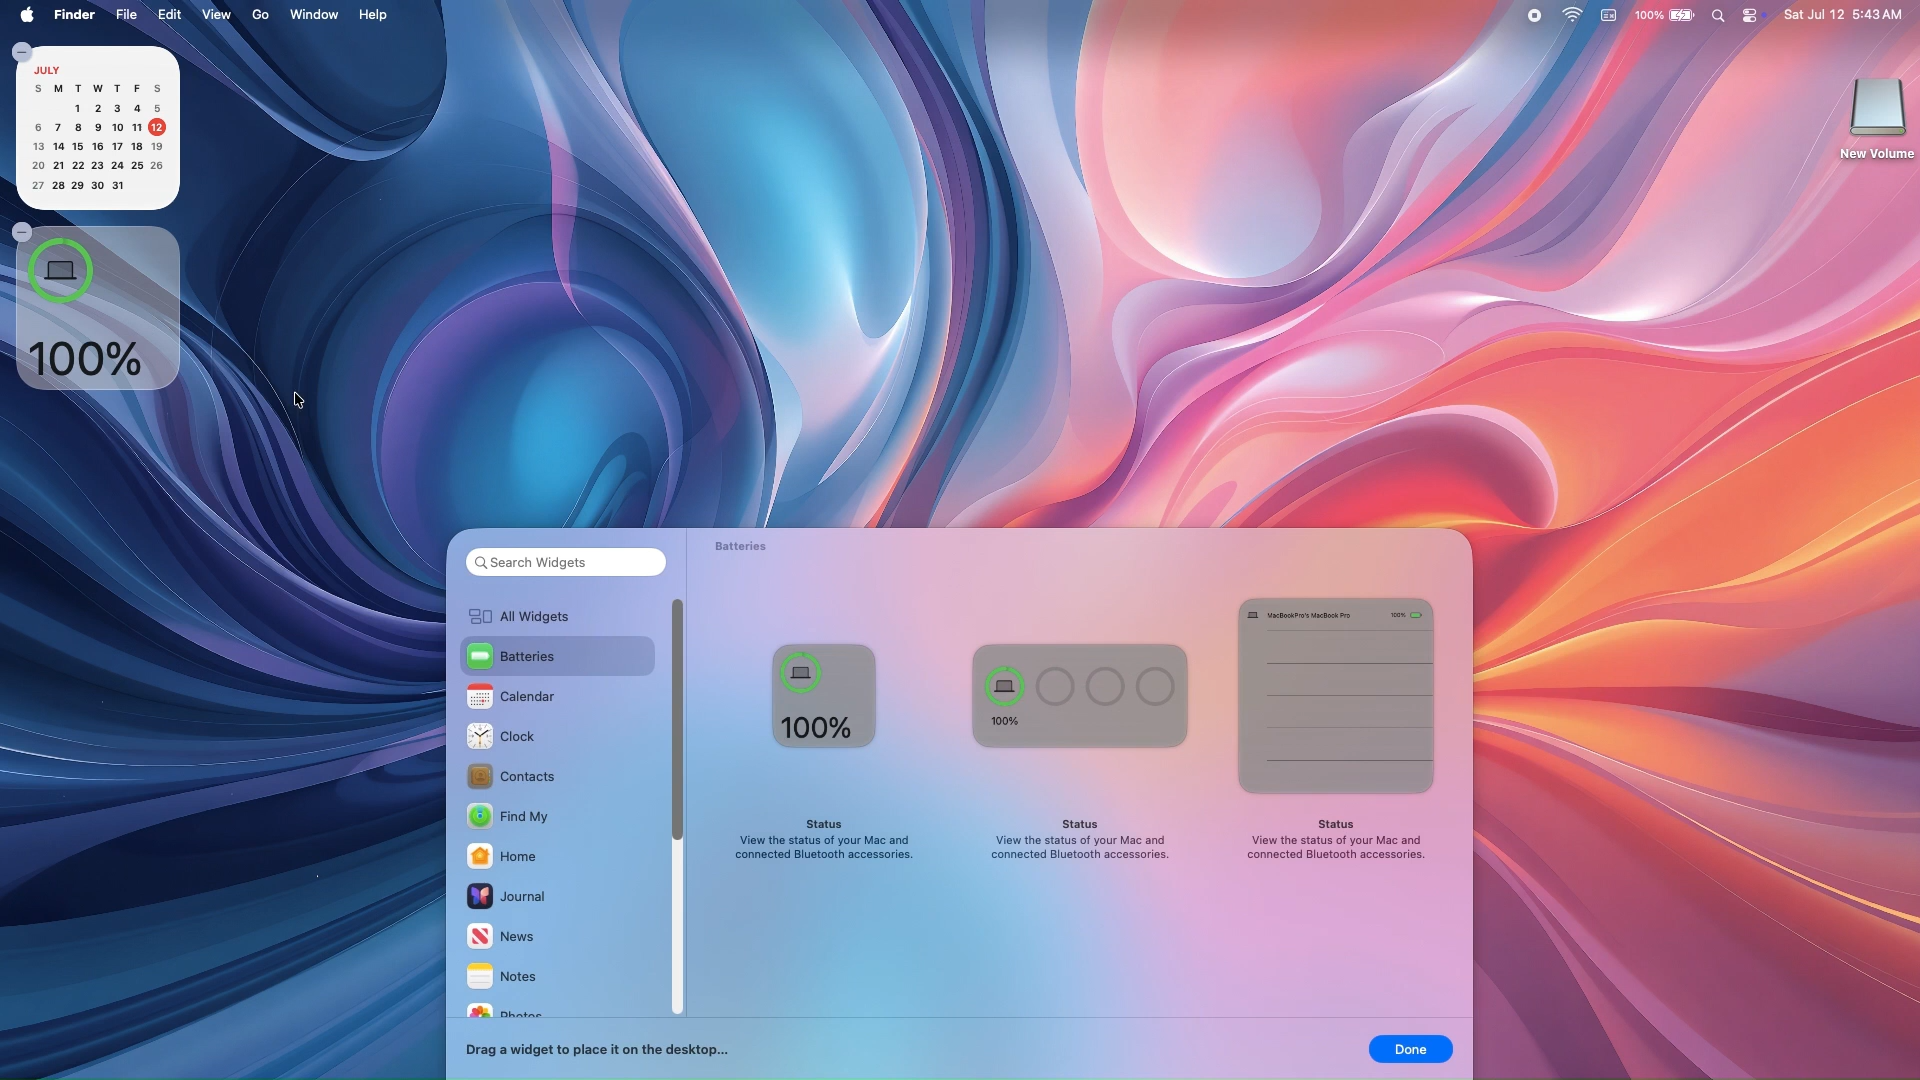 Finder File Edit View Go Window Help
100% Sat Jul 12 5:43 AM
JULY
S M T W T F S
1 2 3 4 5
6 7 8 9 10 11 12
13 14 15 16 17 18 19
20 21 22 23 24 25 26
27 28 29 30 31
100%
New Volume
Search Widgets
All Widgets
Batteries
Calendar
Clock
Contacts
Find My
Home
Journal
News
Notes
Photos
Batteries
100%
Status
View the status of your Mac and
connected Bluetooth accessories.
100%
Status
View the status of your Mac and
connected Bluetooth accessories.
MacBookPro's MacBook Pro 100%
Status
View the status of your Mac and
connected Bluetooth accessories.
Drag a widget to place it on the desktop...
Done